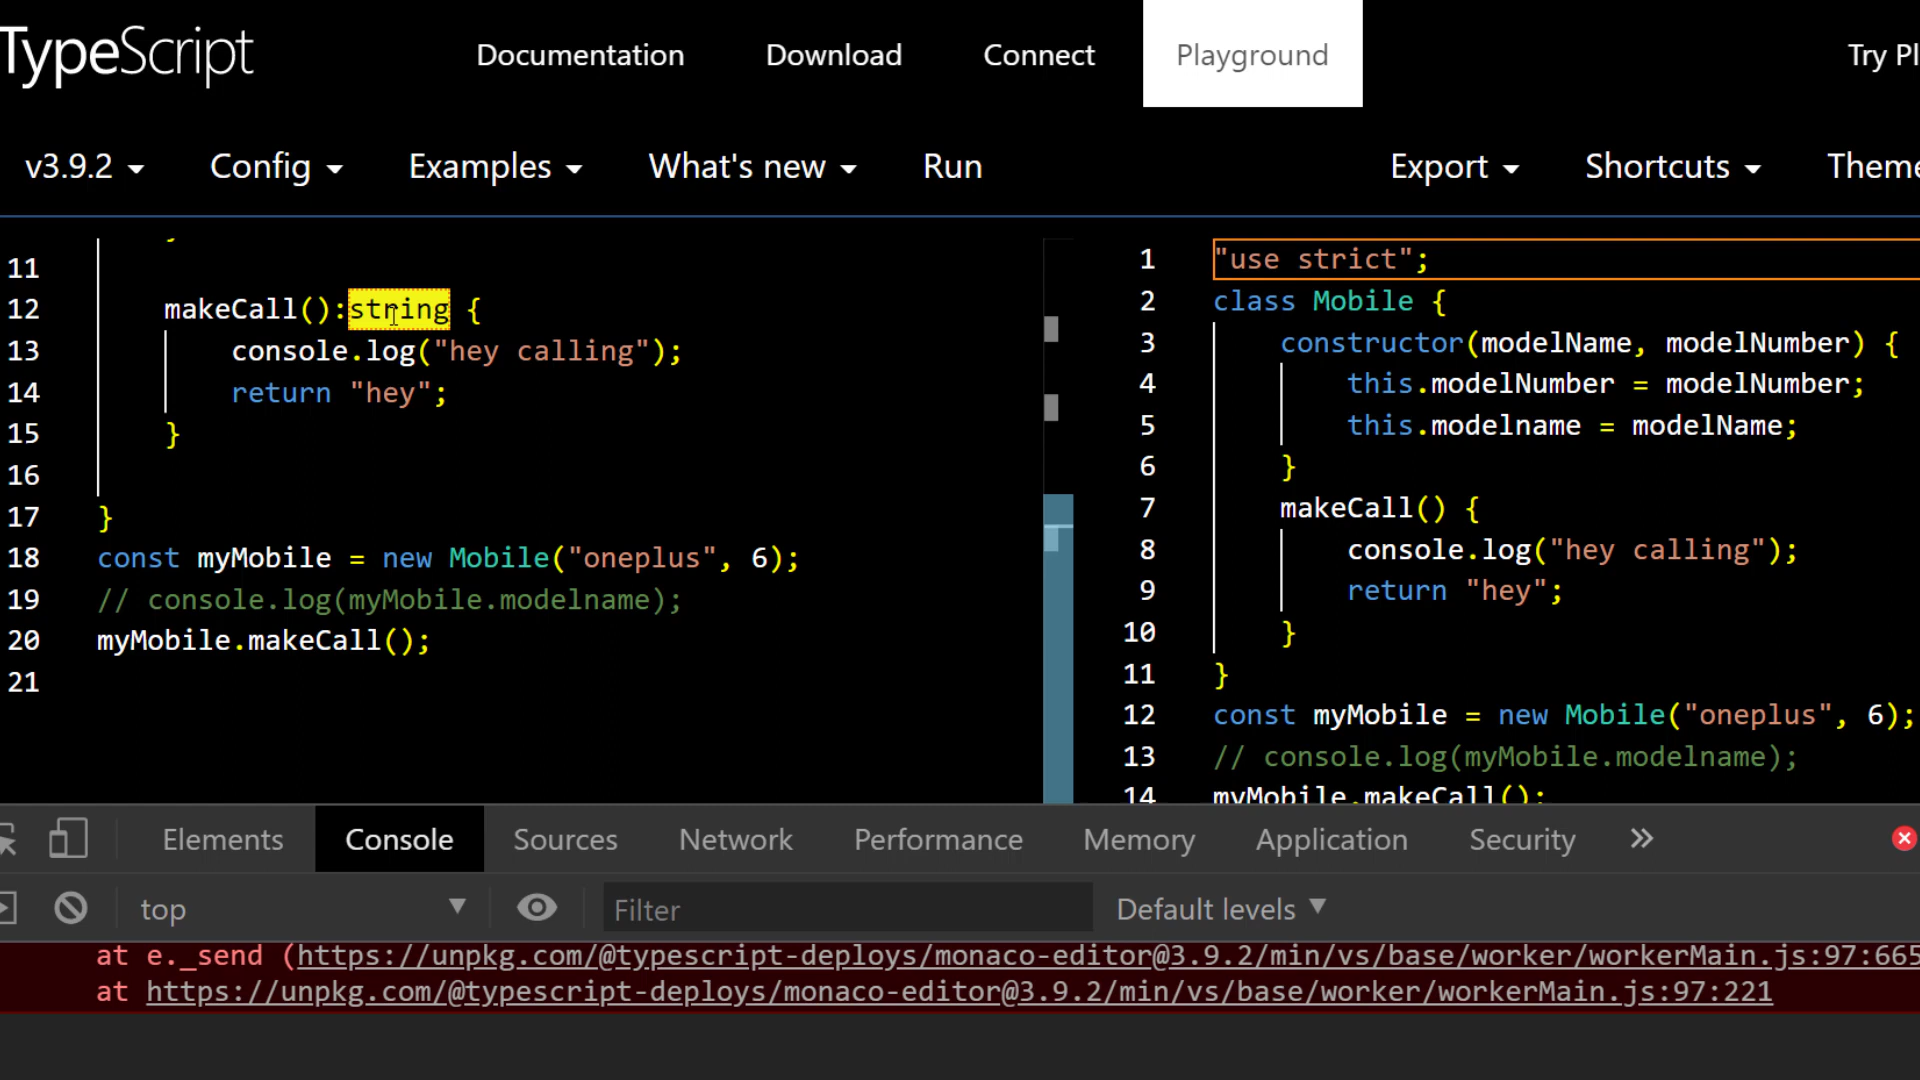 TypeScript
Documentation
Download
Connect
Playground
Try Pl
v3.9.2
Config
Examples
What's new
Run
Export
Shortcuts
Theme
11
12 makeCall():string {
13 console.log("hey calling");
14 return "hey";
15 }
16
17 }
18 const myMobile = new Mobile("oneplus", 6);
19 // console.log(myMobile.modelname);
20 myMobile.makeCall();
21
1 "use strict";
2 class Mobile {
3 constructor(modelName, modelNumber) {
4 this.modelNumber = modelNumber;
5 this.modelname = modelName;
6 }
7 makeCall() {
8 console.log("hey calling");
9 return "hey";
10 }
11 }
12 const myMobile = new Mobile("oneplus", 6);
13 // console.log(myMobile.modelname);
14 myMobile.makeCall();
Elements
Console
Sources
Network
Performance
Memory
Application
Security
top
Filter
Default levels
at e._send (https://unpkg.com/@typescript-deploys/monaco-editor@3.9.2/min/vs/base/worker/workerMain.js:97:665
at https://unpkg.com/@typescript-deploys/monaco-editor@3.9.2/min/vs/base/worker/workerMain.js:97:221